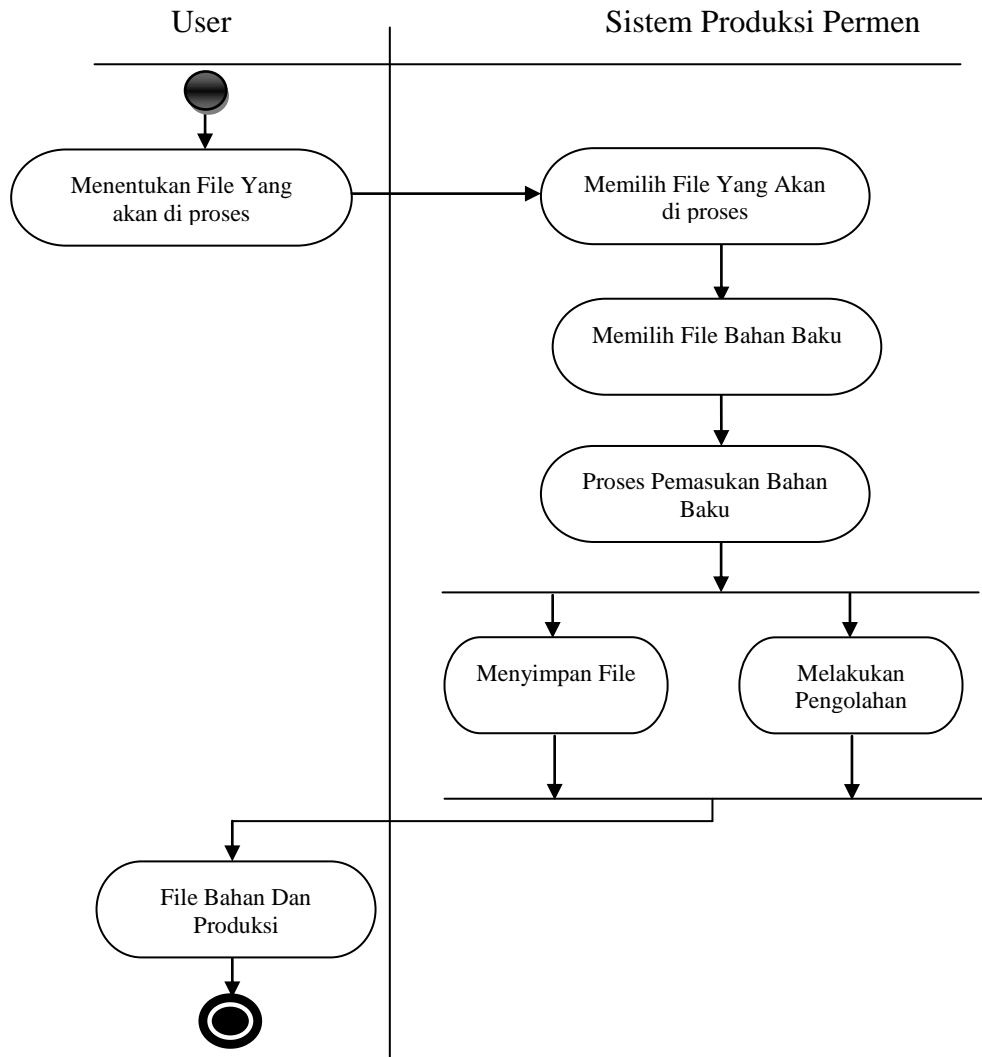 User
Sistem Produksi Permen
Menentukan File Yang
akan di proses
Memilih File Yang Akan
di proses
Memilih File Bahan Baku
Proses Pemasukan Bahan
Baku
Menyimpan File
Melakukan
Pengolahan
File Bahan Dan
Produksi